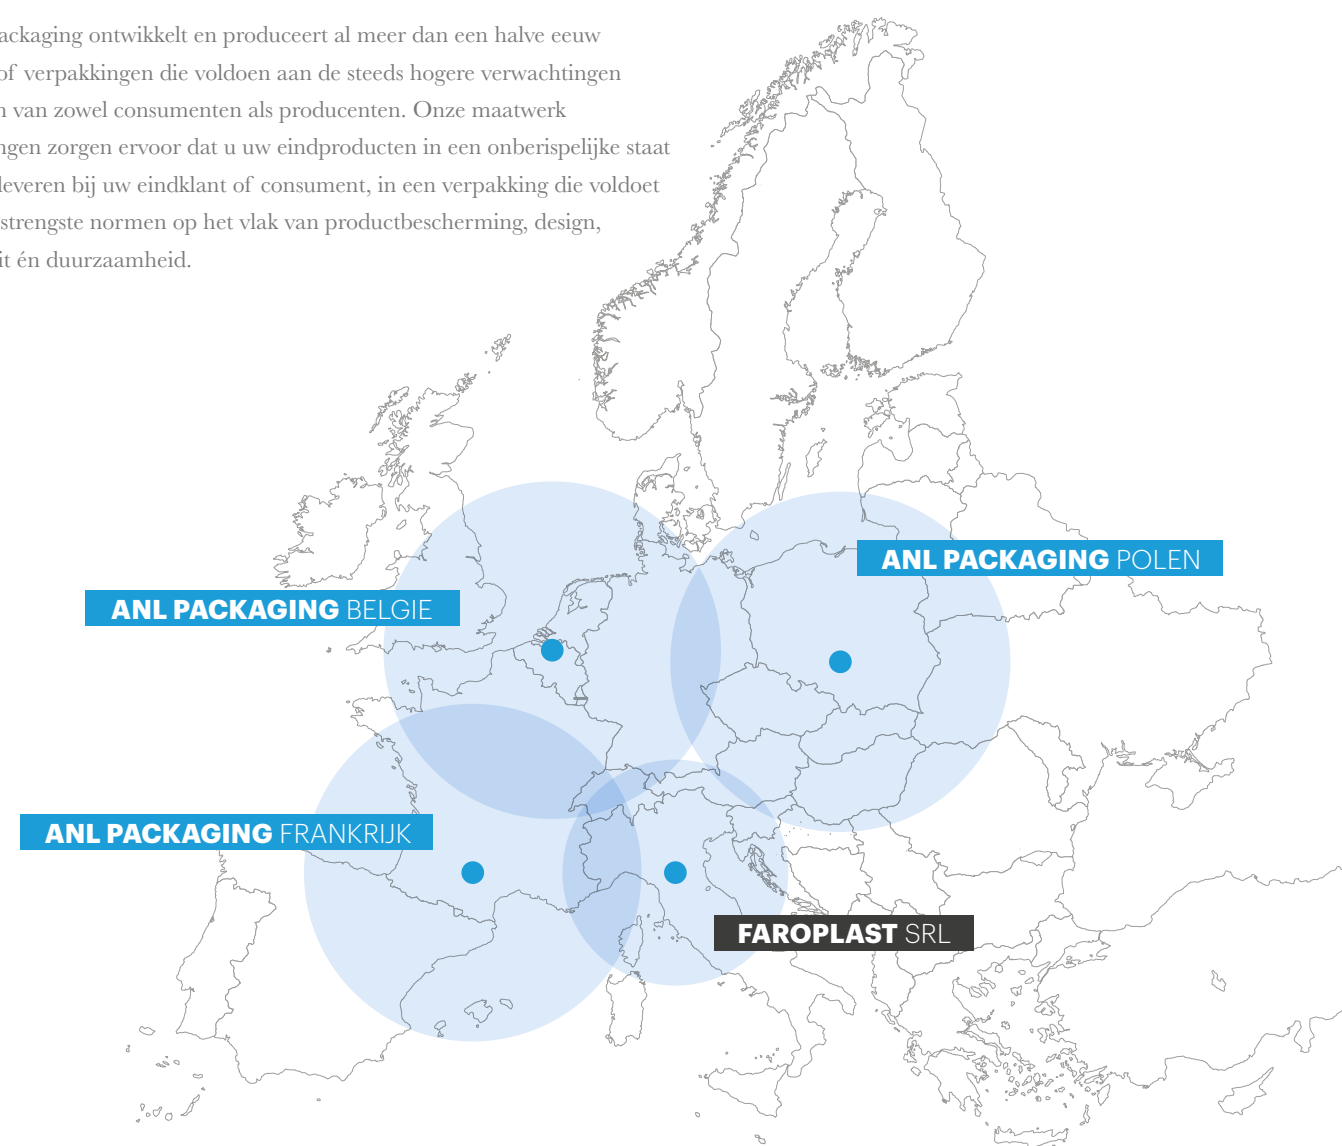 ackaging ontwikkelt en produceert al meer dan een halve eeuw
of verpakkingen die voldoen aan de steeds hogere verwachtingen
van zowel consumenten als producenten. Onze maatwerk
ngen zorgen ervoor dat u uw eindproducten in een onberispelijke staat
leveren bij uw eindklant of consument, in een verpakking die voldoet
strengste normen op het vlak van productbescherming, design,
it én duurzaamheid.
ANL PACKAGING POLEN
ANL PACKAGING BELGIE
ANL PACKAGING FRANKRIJK
FAROPLAST SRL